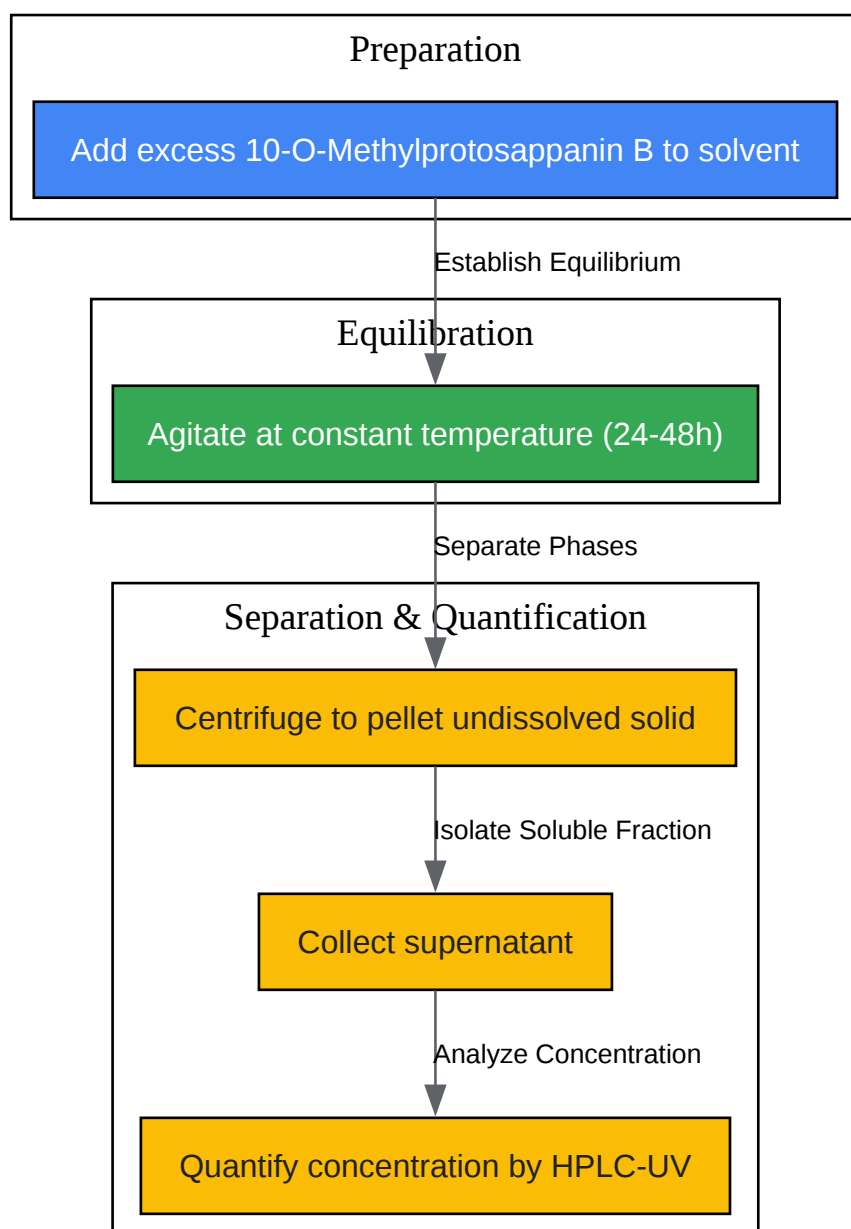 Preparation
Add excess 10-O-Methylprotosappanin B to solvent
Establish Equilibrium
Equilibration
Agitate at constant temperature (24-48h)
Separate Phases
Separation & Quantification
Centrifuge to pellet undissolved solid
Isolate Soluble Fraction
Collect supernatant
Analyze Concentration
Quantify concentration by HPLC-UV